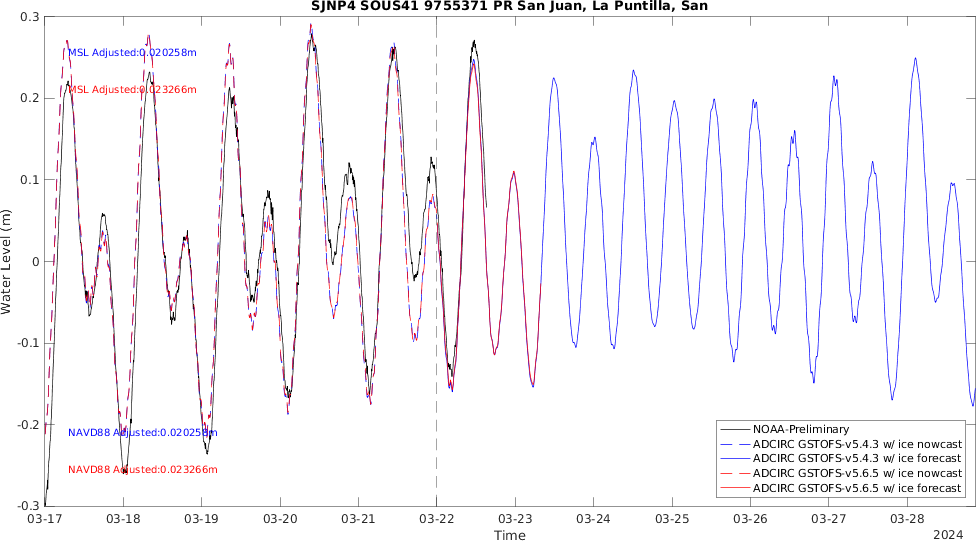 SJNP4 SOUS41 9755371 PR San Juan, La Puntilla, San
0.3
0.2
0.1
0
-0.1
-0.2
-0.3
Water Level (m)
MSL Adjusted:0.020258m
MSL Adjusted:0.023266m
NAVD88 Adjusted:0.020258m
NAVD88 Adjusted:0.023266m
NOAA-Preliminary
ADCIRC GSTOFS-v5.4.3 w/ ice nowcast
ADCIRC GSTOFS-v5.4.3 w/ ice forecast
ADCIRC GSTOFS-v5.6.5 w/ ice nowcast
ADCIRC GSTOFS-v5.6.5 w/ ice forecast
03-17 03-18 03-19 03-20 03-21 03-22 03-23 03-24 03-25 03-26 03-27 03-28
Time
2024